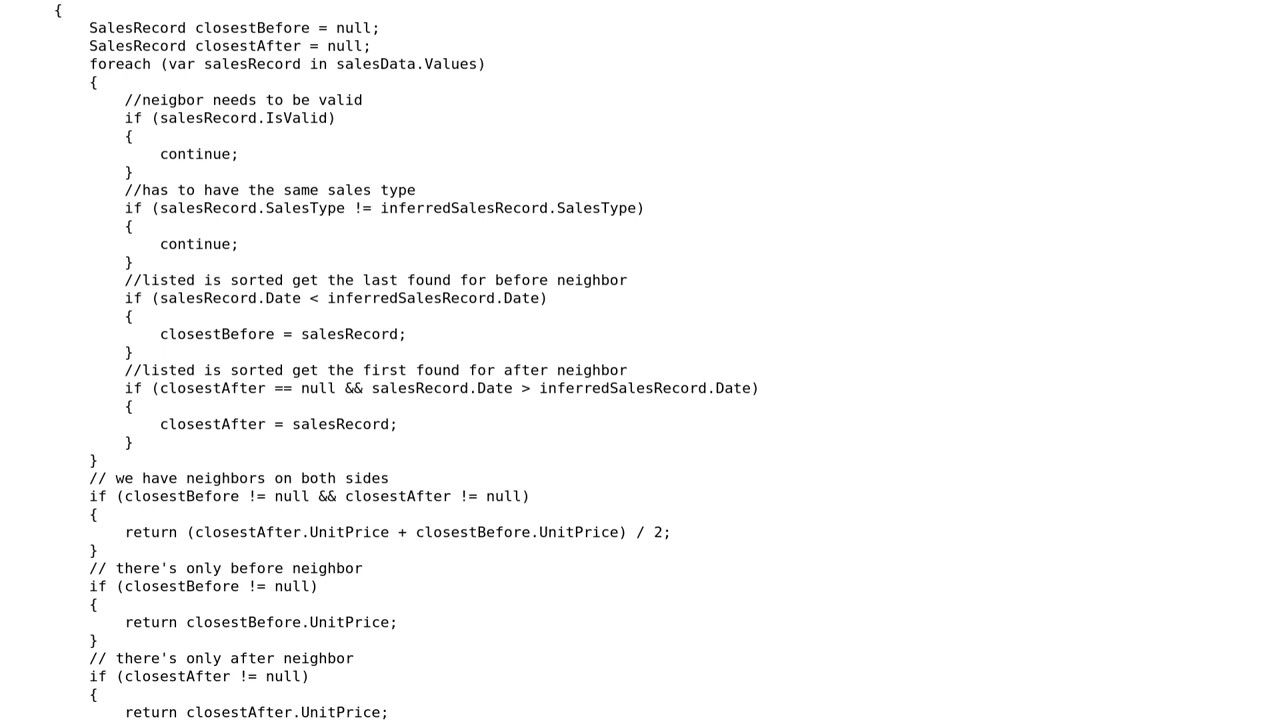 {
SalesRecord closestBefore = null;
SalesRecord closestAfter = null;
foreach (var salesRecord in salesData.Values)
{
//neigbor needs to be valid
if (salesRecord.IsValid)
{
continue;
}
//has to have the same sales type
if (salesRecord.SalesType != inferredSalesRecord.SalesType)
{
continue;
}
//listed is sorted get the last found for before neighbor
if (salesRecord.Date < inferredSalesRecord.Date)
{
closestBefore = salesRecord;
}
//listed is sorted get the first found for after neighbor
if (closestAfter == null && salesRecord.Date > inferredSalesRecord.Date)
{
closestAfter = salesRecord;
}
}
// we have neighbors on both sides
if (closestBefore != null && closestAfter != null)
{
return (closestAfter.UnitPrice + closestBefore.UnitPrice) / 2;
}
// there's only before neighbor
if (closestBefore != null)
{
return closestBefore.UnitPrice;
}
// there's only after neighbor
if (closestAfter != null)
{
return closestAfter.UnitPrice;